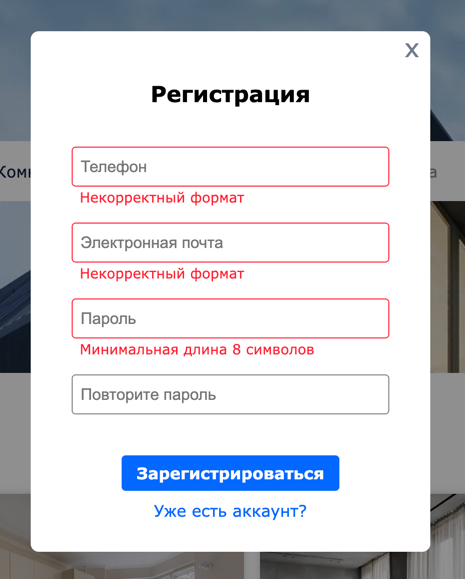 X
Регистрация
Комн
а
Телефон
Некорректный формат
Электронная почта
Некорректный формат
Пароль
Минимальная длина 8 символов
Повторите пароль
Зарегистрироваться
Уже есть аккаунт?